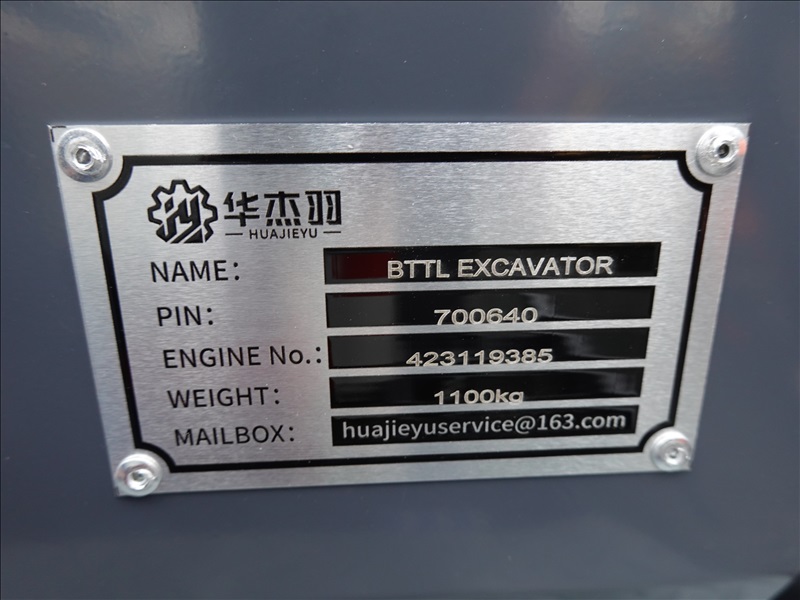 华杰羽
HUAJIEYU
NAME: BTTL EXCAVATOR
PIN: 700640
ENGINE No.: 423119385
WEIGHT: 1100kg
MAILBOX: huajieyuservice@163.com